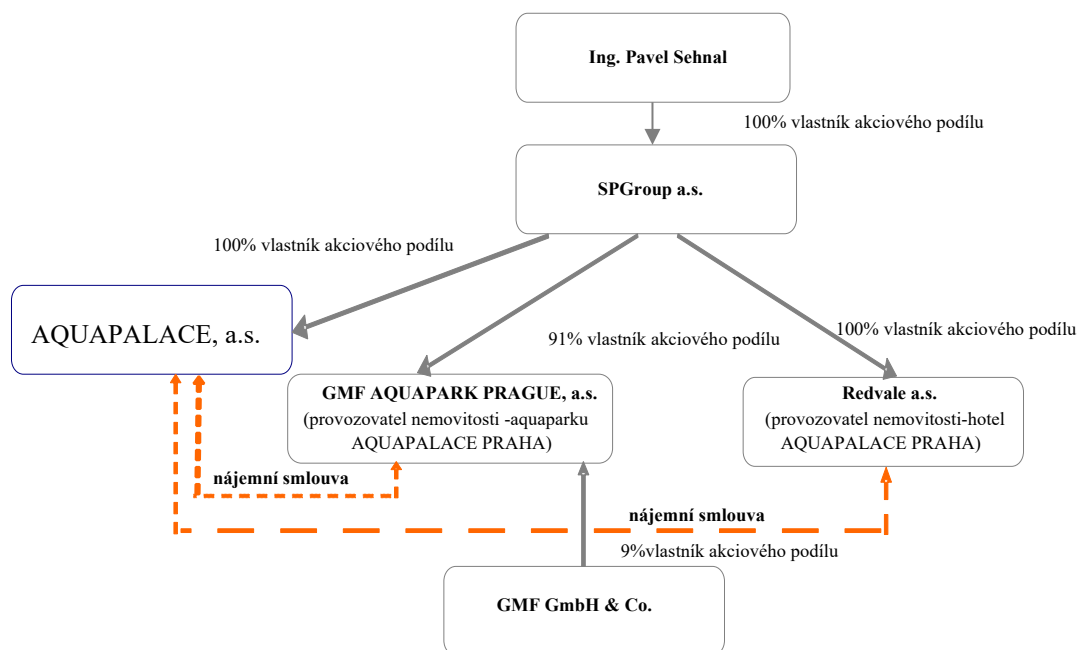 Ing. Pavel Sehnal
100% vlastník akciového podílu
SPGroup a.s.
100% vlastník akciového podílu
AQUAPALACE, a.s.
91% vlastník akciového podílu
100% vlastník akciového podílu
GMF AQUAPARK PRAGUE, a.s.
(provozovatel nemovitosti -aquaparku
AQUAPALACE PRAHA)
Redvale a.s.
(provozovatel nemovitosti-hotel
AQUAPALACE PRAHA)
nájemní smlouva
nájemní smlouva
9%vlastník akciového podílu
GMF GmbH & Co.